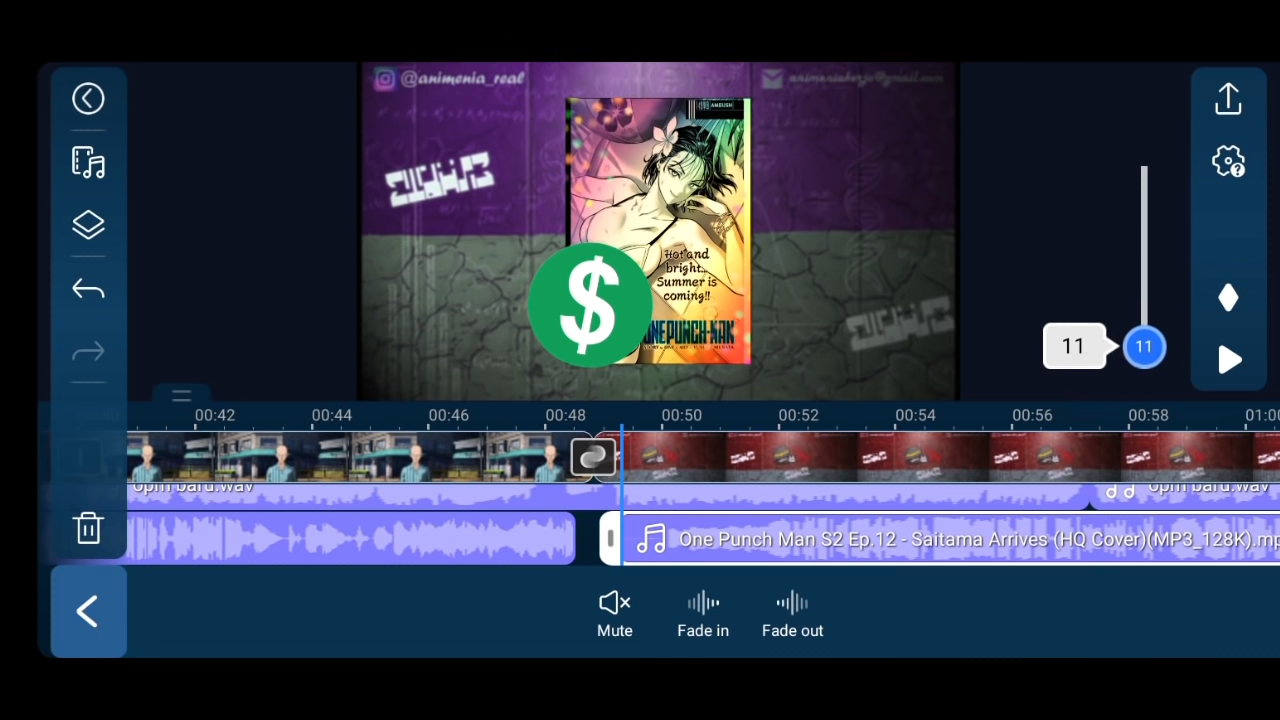 @animenia_real
animeniakerja@gmail.com
AMBUSH
Hot and
bright...
Summer is
coming!!
$
ONE PUNCH-MAN
11
11
00:42
00:44
00:46
00:48
00:50
00:52
00:54
00:56
00:58
01:00
opm baru.wav
opm baru.wav
One Punch Man S2 Ep.12 - Saitama Arrives (HQ Cover)(MP3_128K).mp
Mute
Fade in
Fade out